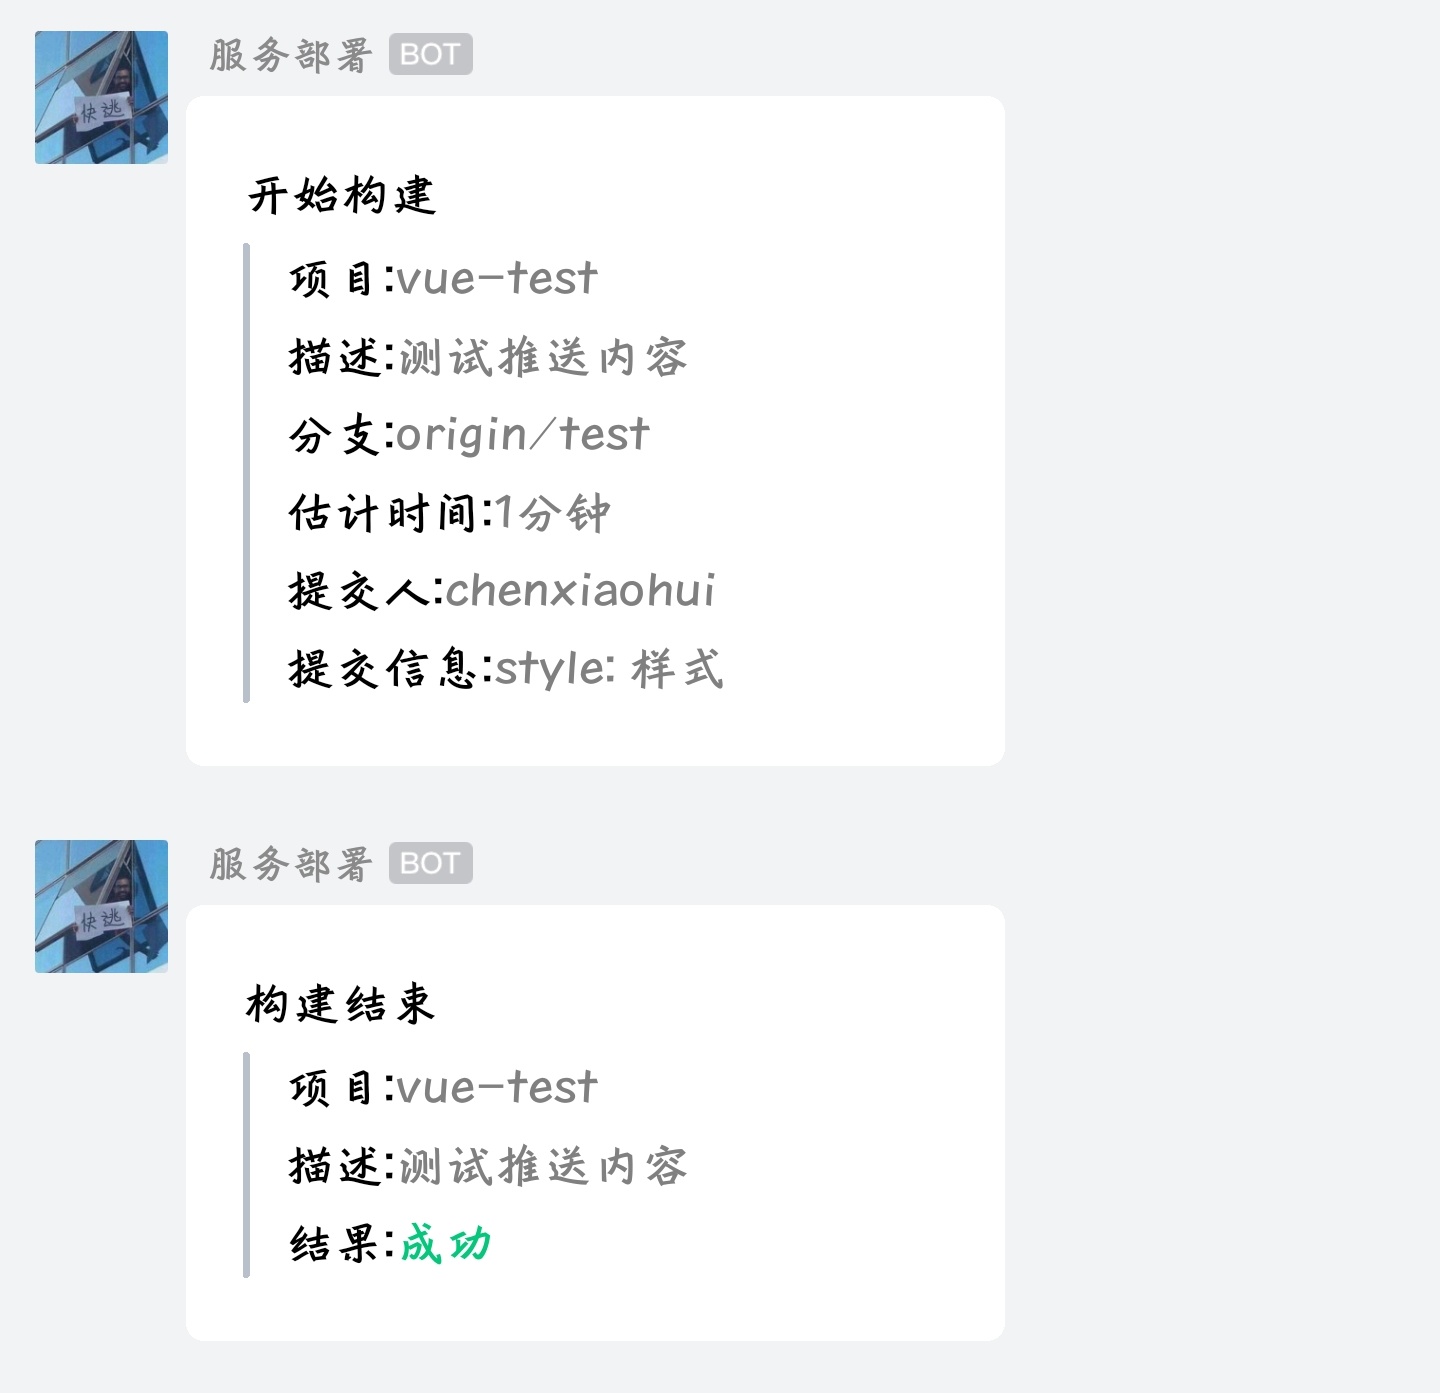 服务部署 BOT
快逃
开始构建
项目:vue-test
描述:测试推送内容
分支:origin/test
估计时间:1分钟
提交人:chenxiaohui
提交信息:style: 样式
服务部署 BOT
快逃
构建结束
项目:vue-test
描述:测试推送内容
结果:成功